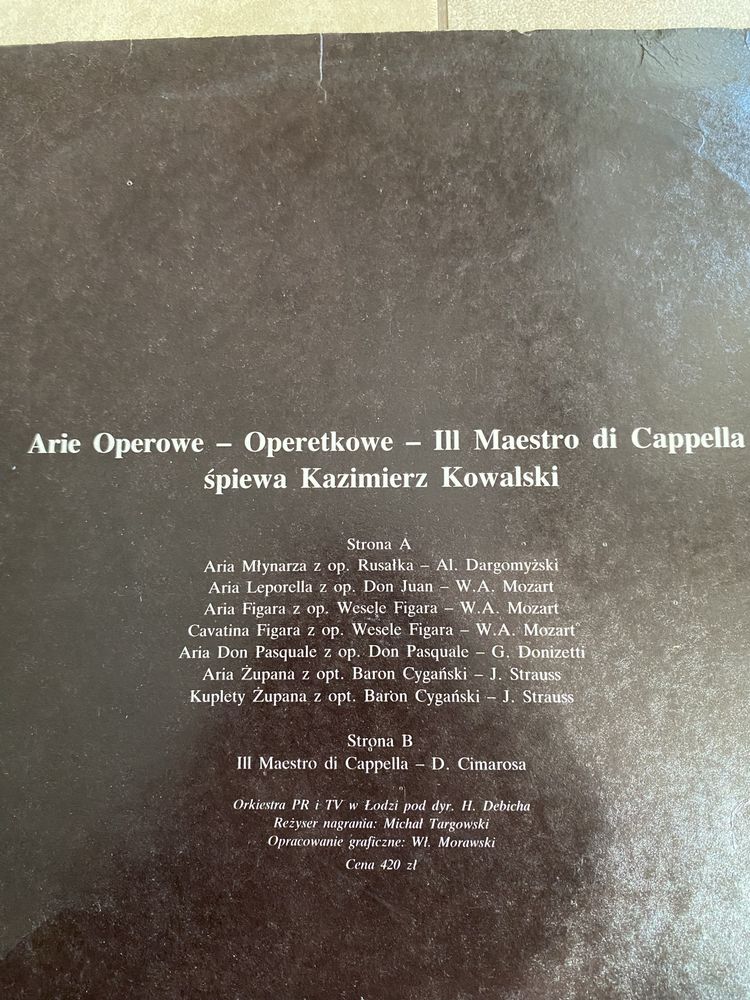 Arie Operowe – Operetkowe – Ill Maestro di Cappella
śpiewa Kazimierz Kowalski
Strona A
Aria Młynarza z op. Rusałka – Al. Dargomyżski
Aria Leporella z op. Don Juan – W.A. Mozart
Aria Figara z op. Wesele Figara – W.A. Mozart
Cavatina Figara z op. Wesele Figara – W.A. Mozart
Aria Don Pasquale z op. Don Pasquale – G. Donizetti
Aria Żupana z opt. Baron Cygański – J. Strauss
Kuplety Żupana z opt. Baron Cygański – J. Strauss
Strona B
Ill Maestro di Cappella – D. Cimarosa
Orkiestra PR i TV w Łodzi pod dyr. H. Debicha
Reżyser nagrania: Michał Targowski
Opracowanie graficzne: Wł. Morawski
Cena 420 zł